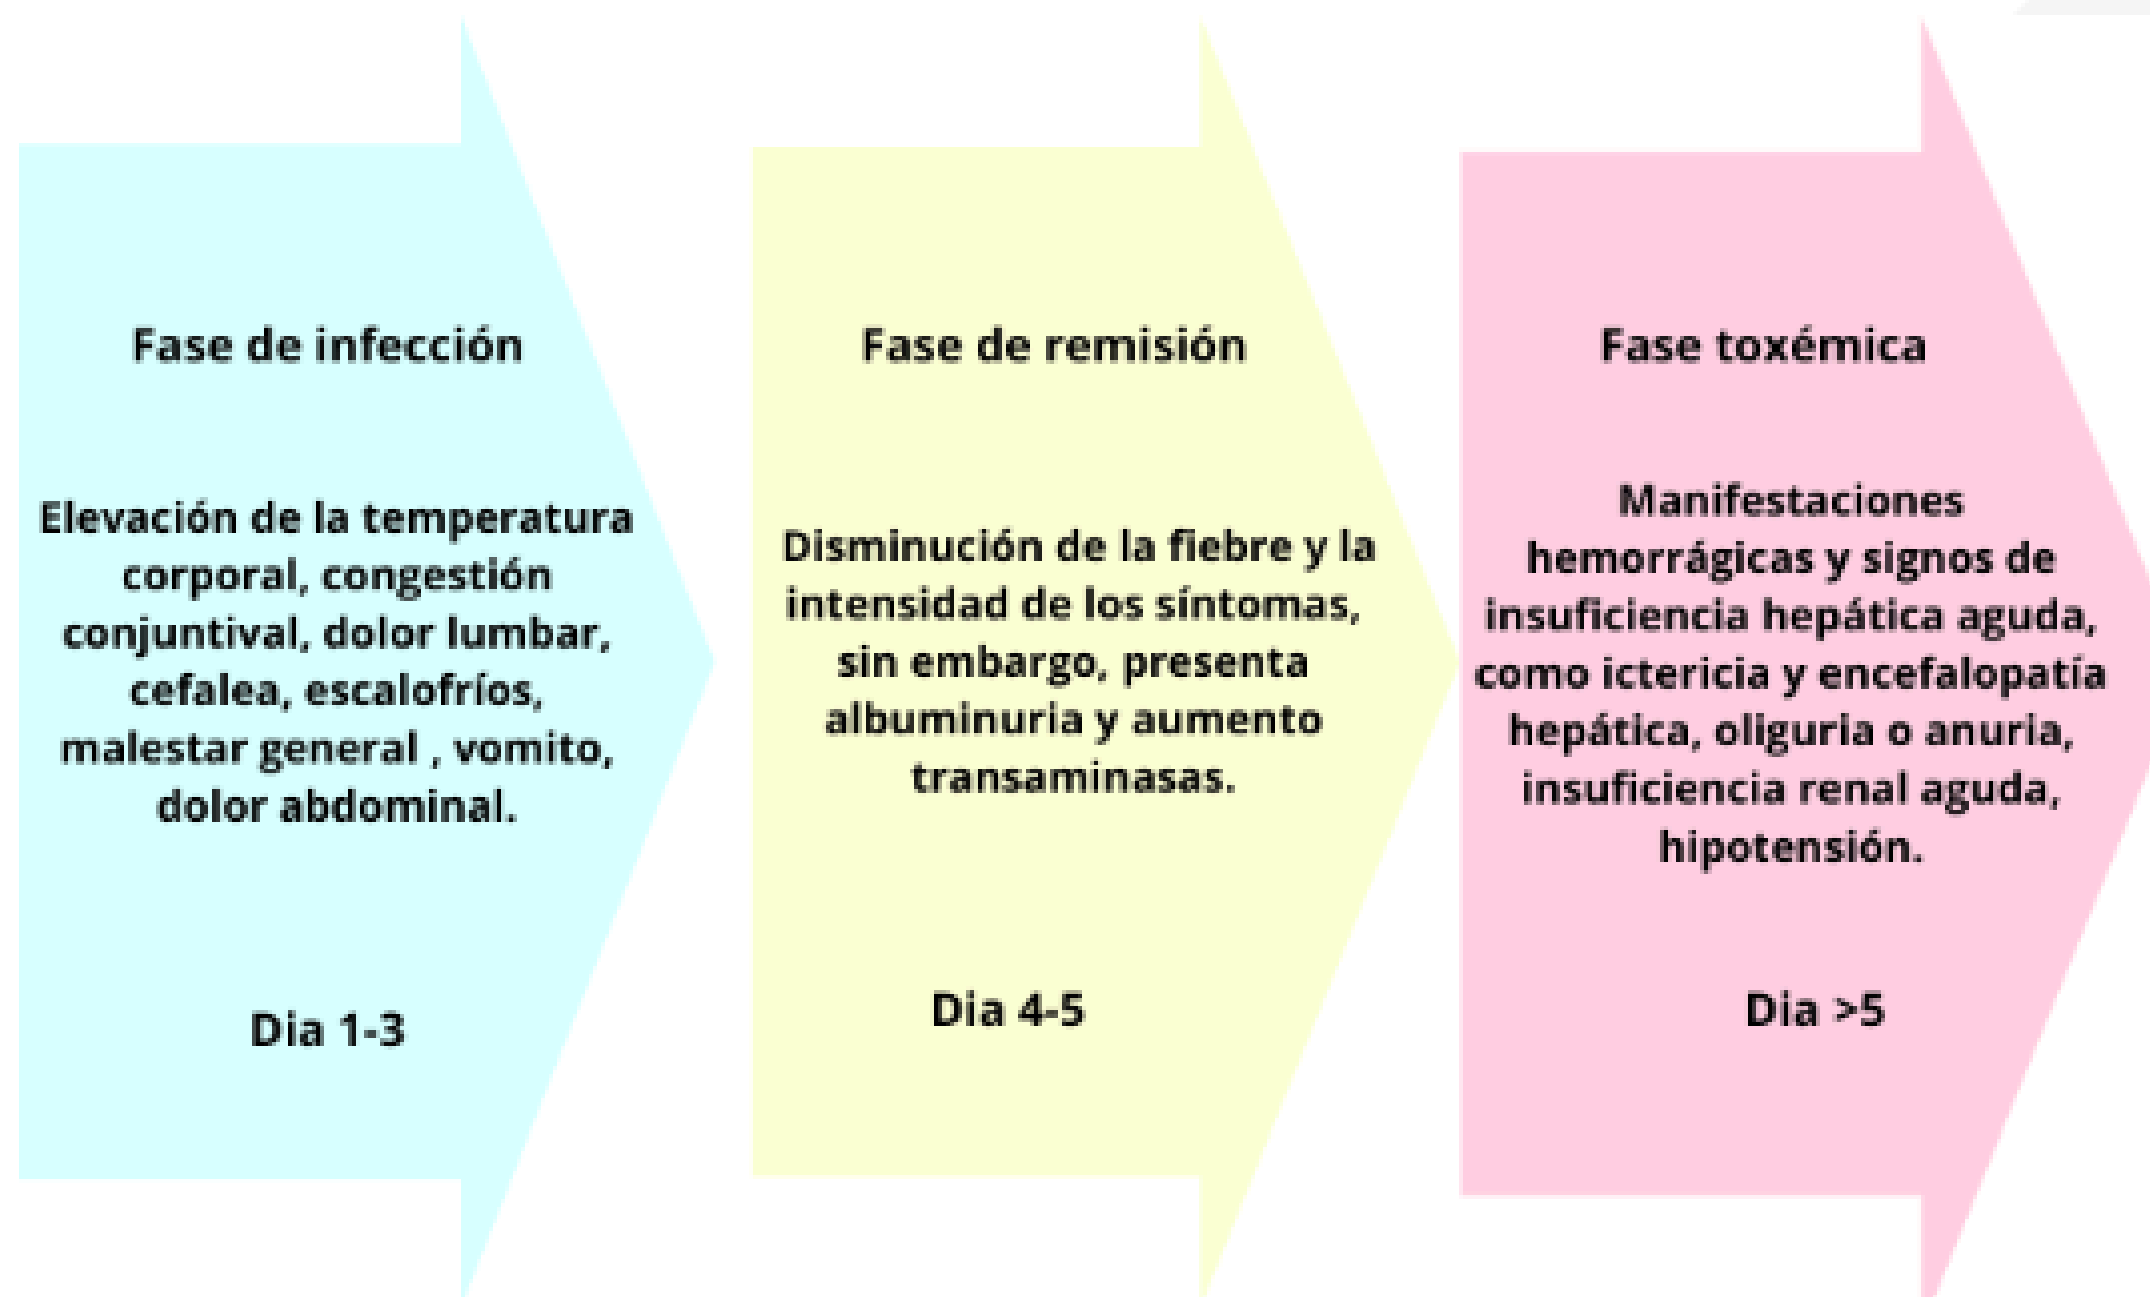 Fase de infección
Elevación de la temperatura
corporal, congestión
conjuntival, dolor lumbar,
cefalea, escalofríos,
malestar general , vomito,
dolor abdominal.
Dia 1-3
Fase de remisión
Disminución de la fiebre y la
intensidad de los síntomas,
sin embargo, presenta
albuminuria y aumento
transaminasas.
Dia 4-5
Fase toxémica
Manifestaciones
hemorrágicas y signos de
insuficiencia hepática aguda,
como ictericia y encefalopatía
hepática, oliguria o anuria,
insuficiencia renal aguda,
hipotensión.
Dia >5